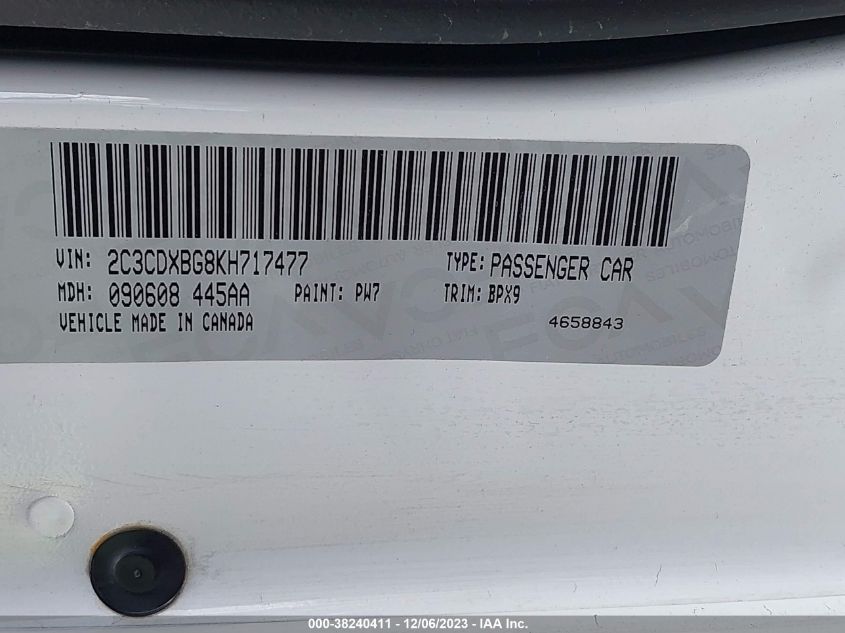 VIN: 2C3CDXBG8KH717477 TYPE: PASSENGER CAR
MDH: 090608 445AA PAINT: PW7 TRIM: BPX9
VEHICLE MADE IN CANADA 4658843
000-38240411 - 12/06/2023 - IAA Inc.